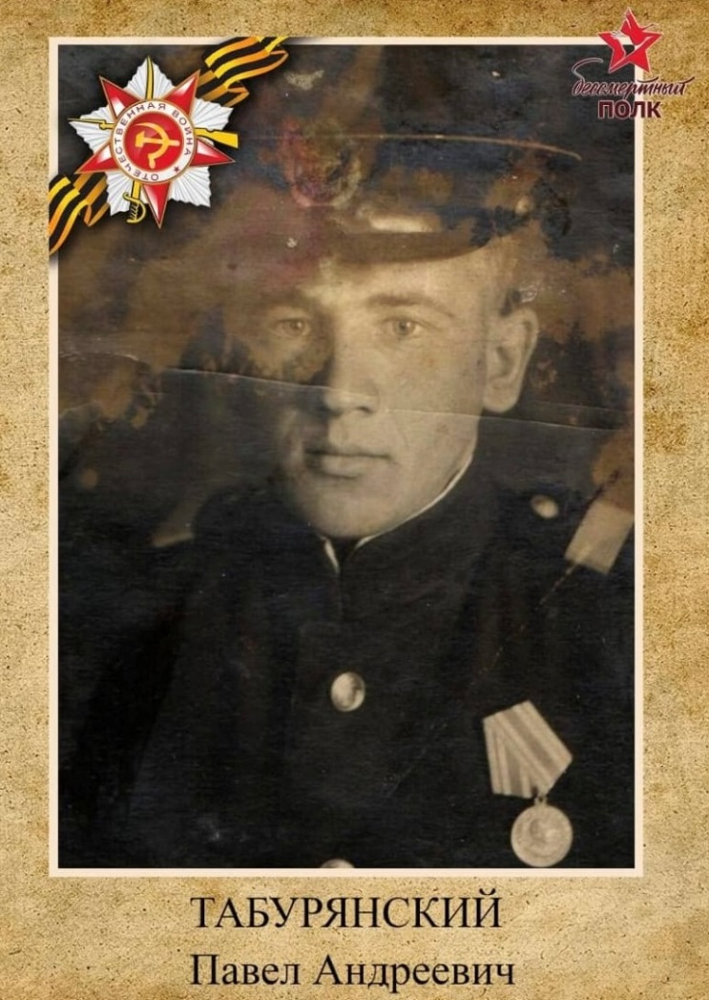 бессмертный
ПОЛК
ОТЕЧЕСТВЕННАЯ ВОЙНА
ТАБУРЯНСКИЙ
Павел Андреевич